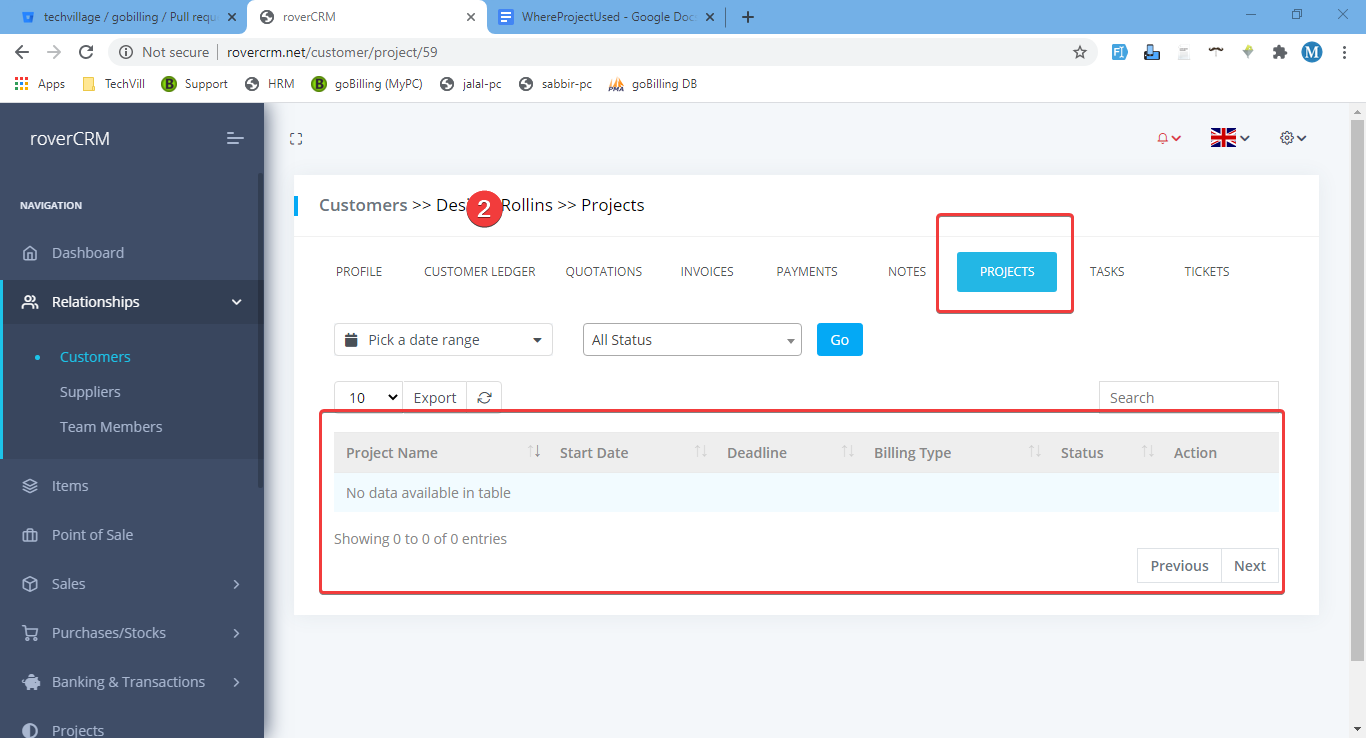 techvillage / gobilling / Pull requ
roverCRM
WhereProjectUsed - Google Doc
Not secure
rovercrm.net/customer/project/59
M
Apps
TechVill
B Support
HRM
B goBilling (MyPC)
jalal-pc
sabbir-pc
PMA goBilling DB
roverCRM
NAVIGATION
Dashboard
Relationships
Customers
Suppliers
Team Members
Items
Point of Sale
Sales
Purchases/Stocks
Banking & Transactions
Projects
Customers >> Desi 2 Rollins >> Projects
PROFILE
CUSTOMER LEDGER
QUOTATIONS
INVOICES
PAYMENTS
NOTES
PROJECTS
TASKS
TICKETS
Pick a date range
All Status
Go
10
Export
Search
Project Name
Start Date
Deadline
Billing Type
Status
Action
No data available in table
Showing 0 to 0 of 0 entries
Previous
Next